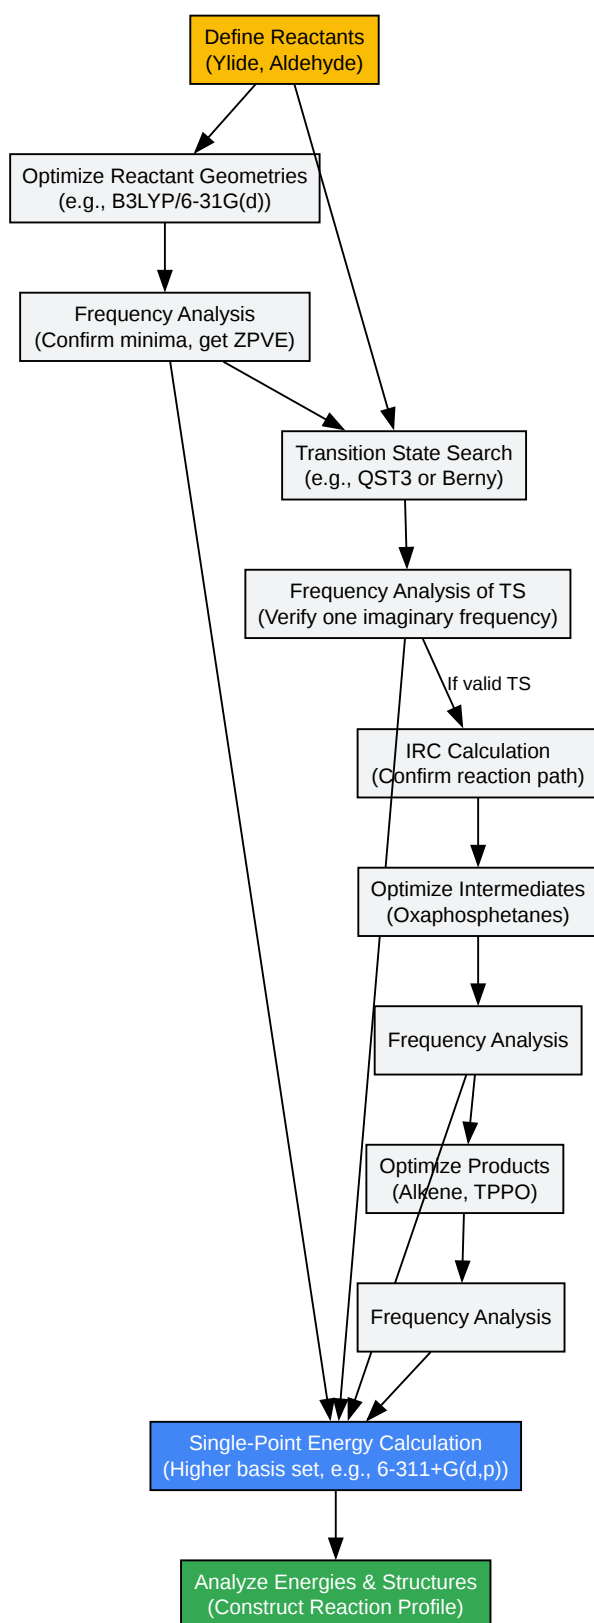 Define Reactants
(Ylide, Aldehyde)
Optimize Reactant Geometries
(e.g., B3LYP/6-31G(d))
Frequency Analysis
(Confirm minima, get ZPVE)
Transition State Search
(e.g., QST3 or Berny)
Frequency Analysis of TS
(Verify one imaginary frequency)
If valid TS
IRC Calculation
(Confirm reaction path)
Optimize Intermediates
(Oxaphosphetanes)
Frequency Analysis
Optimize Products
(Alkene, TPPO)
Frequency Analysis
Single-Point Energy Calculation
(Higher basis set, e.g., 6-311+G(d,p))
Analyze Energies & Structures
(Construct Reaction Profile)